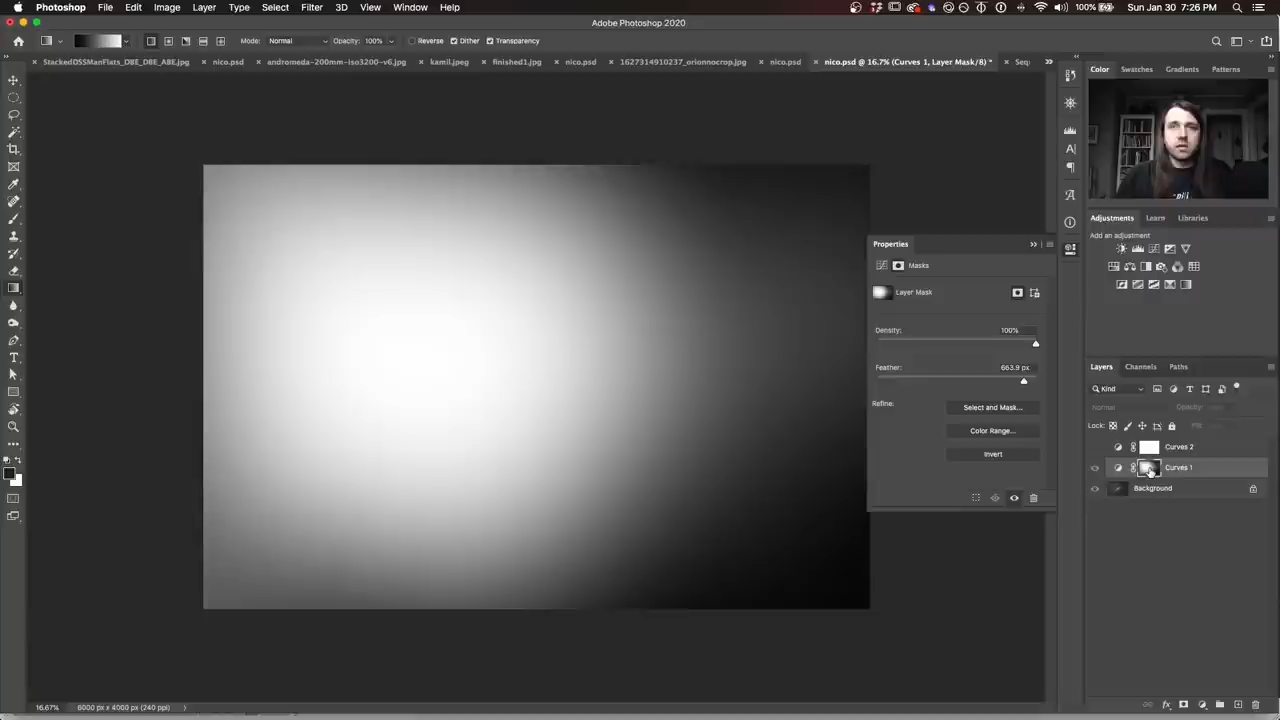 Photoshop File Edit Image Layer Type Select Filter 3D View Window Help 100% Sun Jan 30 7:26 PM
Adobe Photoshop 2020
Mode: Normal Opacity: 100% Reverse Dither Transparency
StackedDSSManFlats_DBE_DBE_ABE.jpg nico.psd andromeda-200mm-iso3200-v6.jpg kamil.jpeg finished1.jpg nico.psd 1627314910237_orionnocrop.jpg nico.psd nico.psd @ 16.7% (Curves 1, Layer Mask/8) * Seq
Color Swatches Gradients Patterns
Adjustments Learn Libraries
Add an adjustment
Properties
Masks
Layer Mask
Density: 100%
Feather: 663.9 px
Refine: Select and Mask...
Color Range...
Invert
Layers Channels Paths
Kind
Normal Opacity:
Lock: Fill:
Curves 2
Curves 1
Background
16.67% 6000 px x 4000 px (240 ppi)